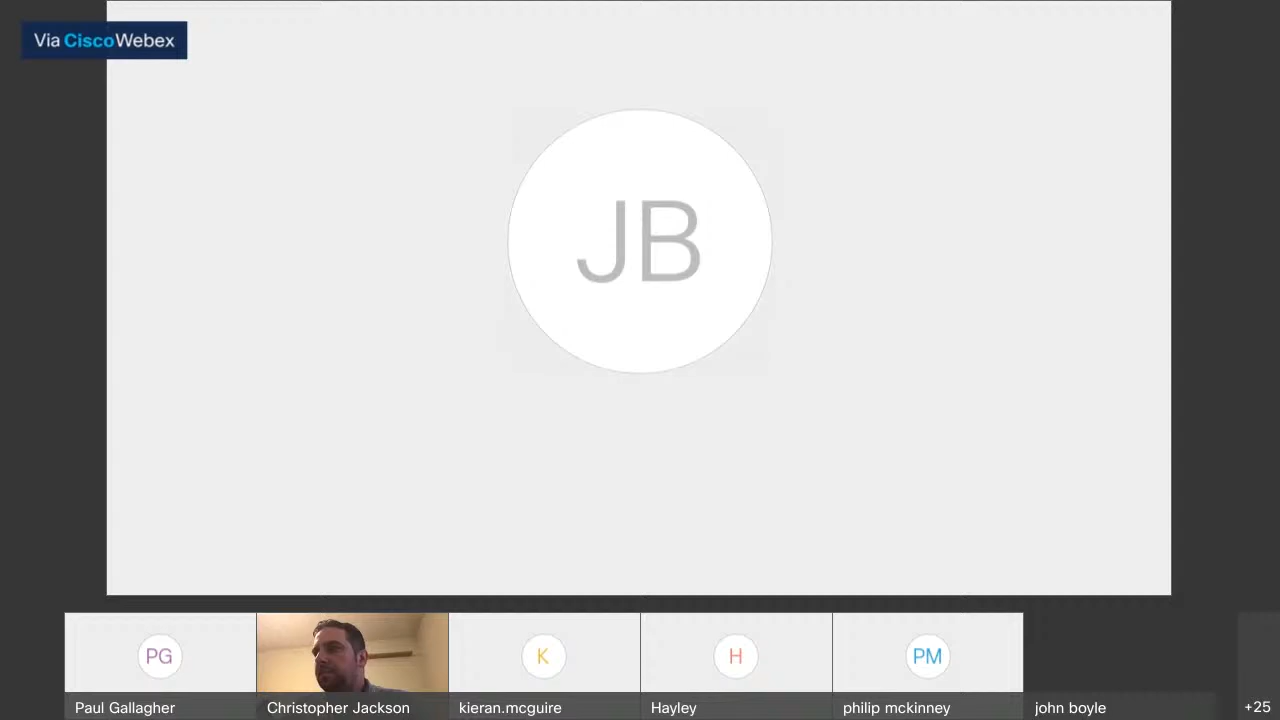 Via CiscoWebex
JB
PG
K
H
PM
Paul Gallagher
Christopher Jackson
kieran.mcguire
Hayley
philip mckinney
john boyle
+25